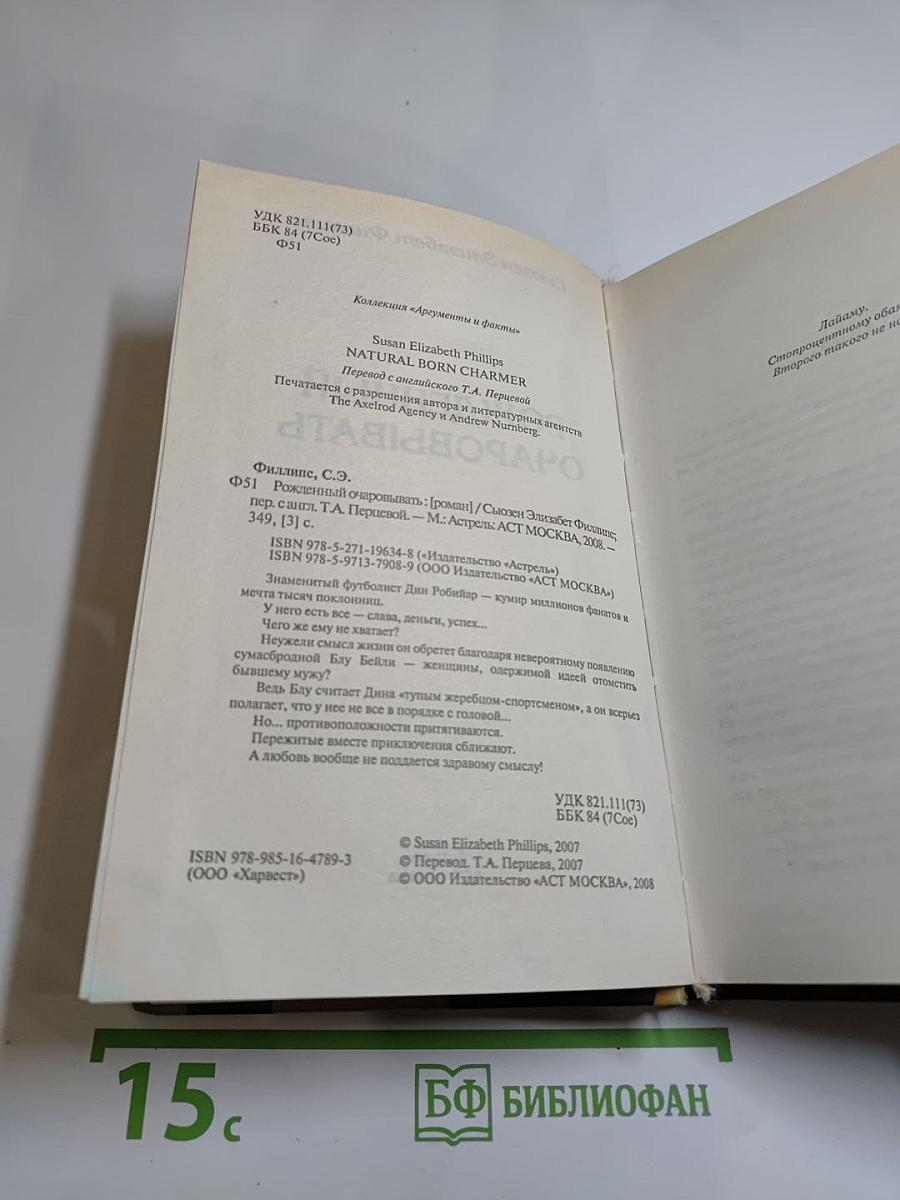 УДК 821.111(73)
ББК 84 (7Сое)
Ф51
Коллекция «Аргументы и факты»
Susan Elizabeth Phillips
NATURAL BORN CHARMER
Перевод с английского Т.А. Перцевой
Печатается с разрешения автора и литературных агентств
The Axelrod Agency и Andrew Nurnberg.
Филлипс, С.Э.
Ф51 Рожденный очаровывать : [роман] / Сьюзен Элизабет Филлипс;
пер. с англ. Т.А. Перцевой. — М.: Астрель: АСТ МОСКВА, 2008. —
349, [3] с.
ISBN 978-5-271-19634-8 («Издательство «Астрель»)
ISBN 978-5-9713-7908-9 (ООО Издательство «АСТ МОСКВА»)
Знаменитый футболист Дин Робийар — кумир миллионов фанатов и
мечта тысяч поклонниц.
У него есть все — слава, деньги, успех...
Чего же ему не хватает?
Неужели смысл жизни он обретет благодаря невероятному появлению
сумасбродной Блу Бейли — женщины, одержимой идеей отомстить
бывшему мужу?
Ведь Блу считает Дина «тупым жеребцом-спортсменом», а он всерьез
полагает, что у нее не все в порядке с головой...
Но... противоположности притягиваются.
Пережитые вместе приключения сближают.
А любовь вообще не поддается здравому смыслу!
УДК 821.111(73)
ББК 84 (7Сое)
© Susan Elizabeth Phillips, 2007
ISBN 978-985-16-4789-3
© Перевод. Т.А. Перцева, 2007
(ООО «Харвест»)
© ООО Издательство «АСТ МОСКВА», 2008
Лайаму.
Стопроцентному обая
Второго такого не но
15 с
БФ БИБЛИОФАН